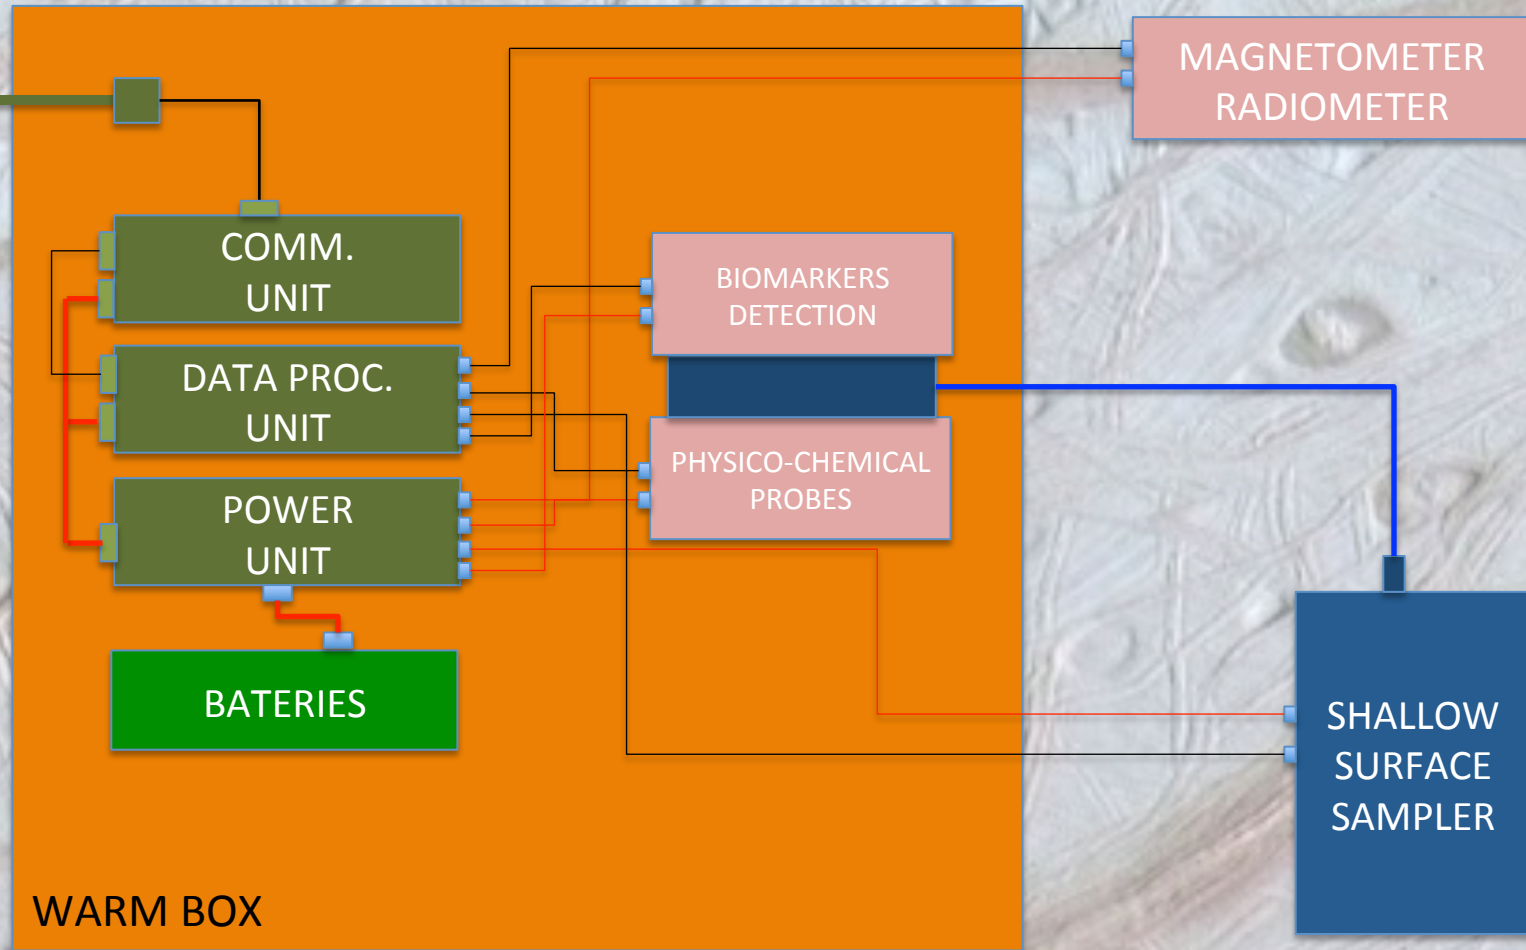 MAGNETOMETER
RADIOMETER
COMM.
UNIT
BIOMARKERS
DETECTION
DATA PROC.
UNIT
PHYSICO-CHEMICAL
PROBES
POWER
UNIT
BATERIES
SHALLOW
SURFACE
SAMPLER
WARM BOX